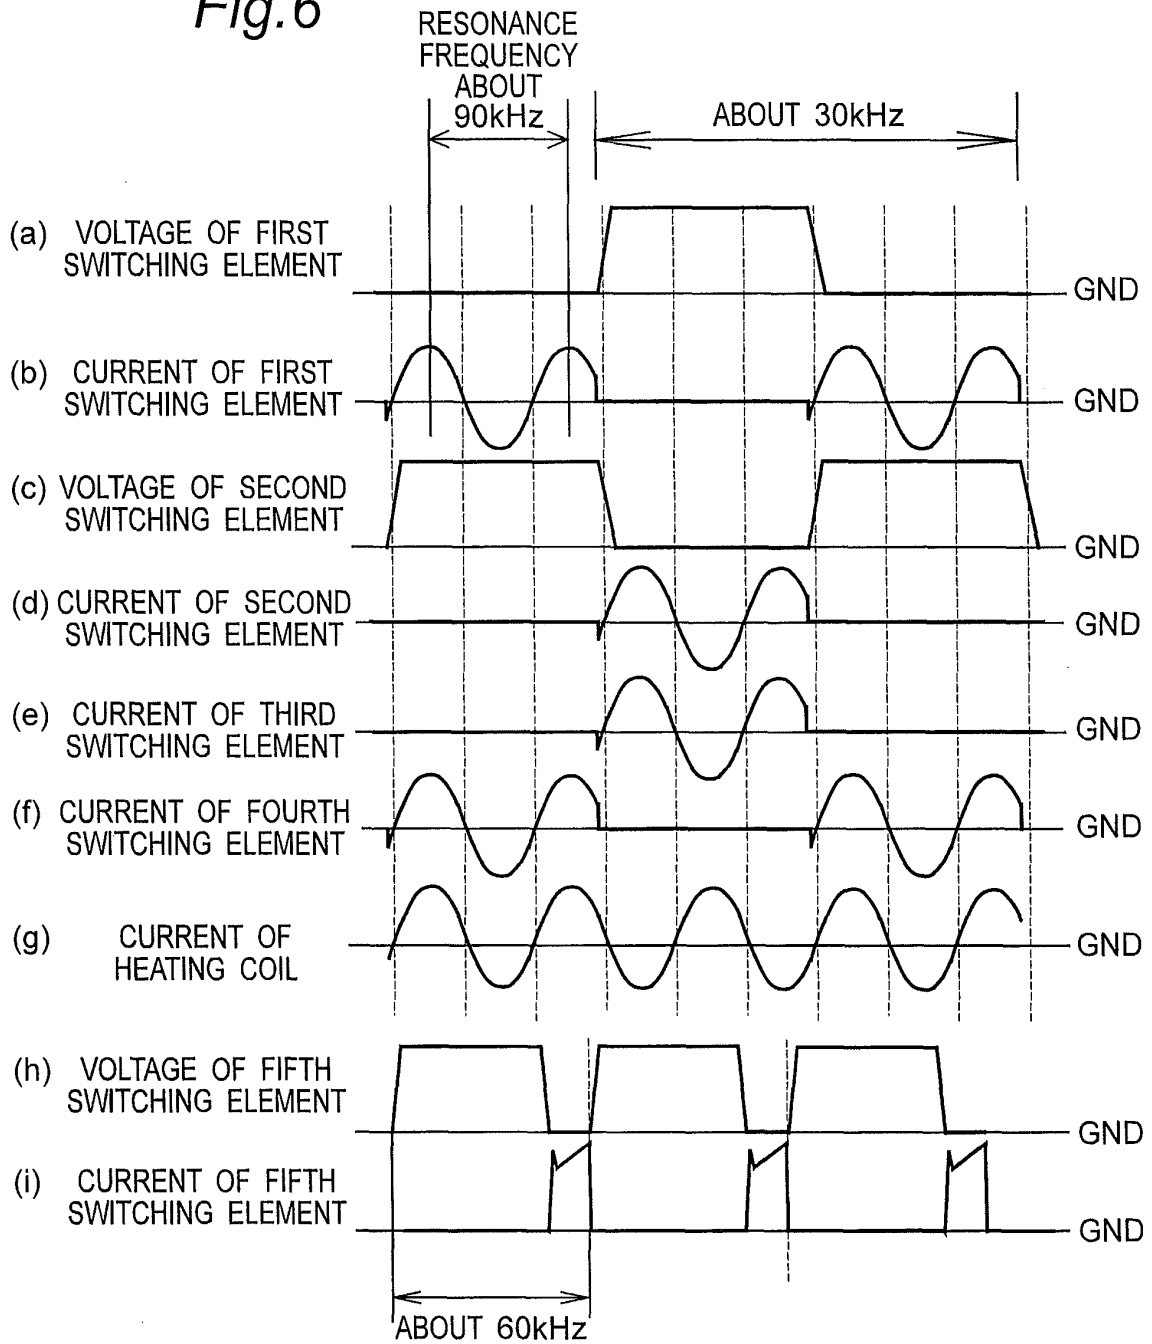 Fig.6
RESONANCE
FREQUENCY
ABOUT
90kHz
ABOUT 30kHz
(a) VOLTAGE OF FIRST
SWITCHING ELEMENT
GND
(b) CURRENT OF FIRST
SWITCHING ELEMENT
GND
(c) VOLTAGE OF SECOND
SWITCHING ELEMENT
GND
(d) CURRENT OF SECOND
SWITCHING ELEMENT
GND
(e) CURRENT OF THIRD
SWITCHING ELEMENT
GND
(f) CURRENT OF FOURTH
SWITCHING ELEMENT
GND
(g) CURRENT OF
HEATING COIL
GND
(h) VOLTAGE OF FIFTH
SWITCHING ELEMENT
GND
(i) CURRENT OF FIFTH
SWITCHING ELEMENT
GND
ABOUT 60kHz